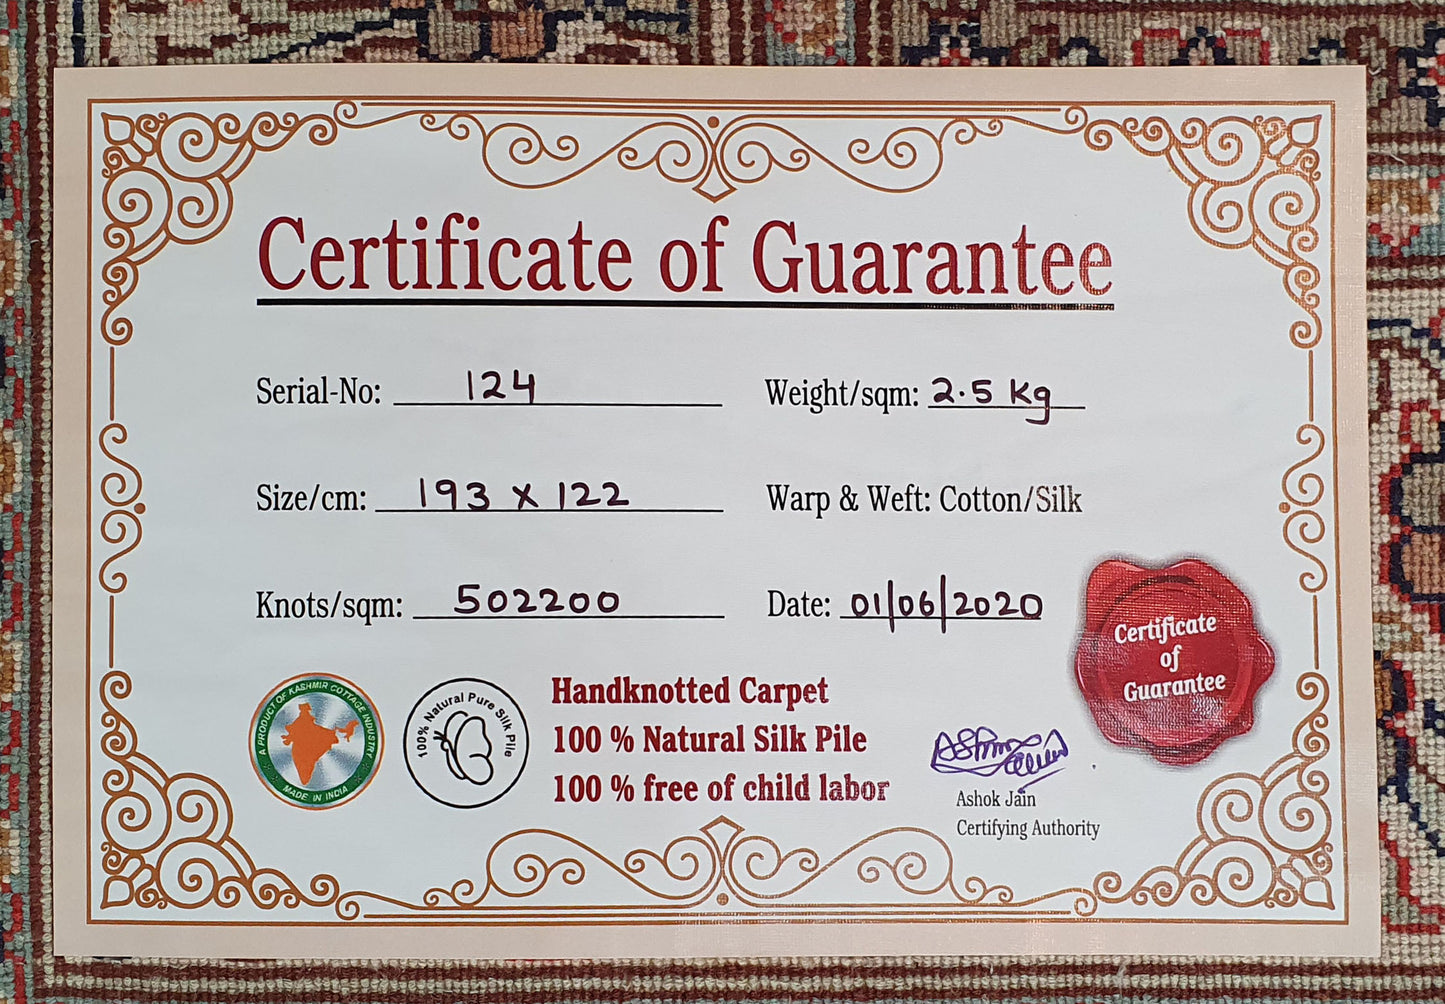 Certificate of Guarantee
Serial-No: 124
Weight/sqm: 2.5 Kg
Size/cm: 193 x 122
Warp & Weft: Cotton/Silk
Knots/sqm: 502200
Date: 01/06/2020
Certificate
of
Guarantee
A PRODUCT OF KASHMIR COTTAGE INDUSTRY
MADE IN INDIA
100% Natural Pure Silk Pile
Handknotted Carpet
100 % Natural Silk Pile
100 % free of child labor
Ashok Jain
Certifying Authority